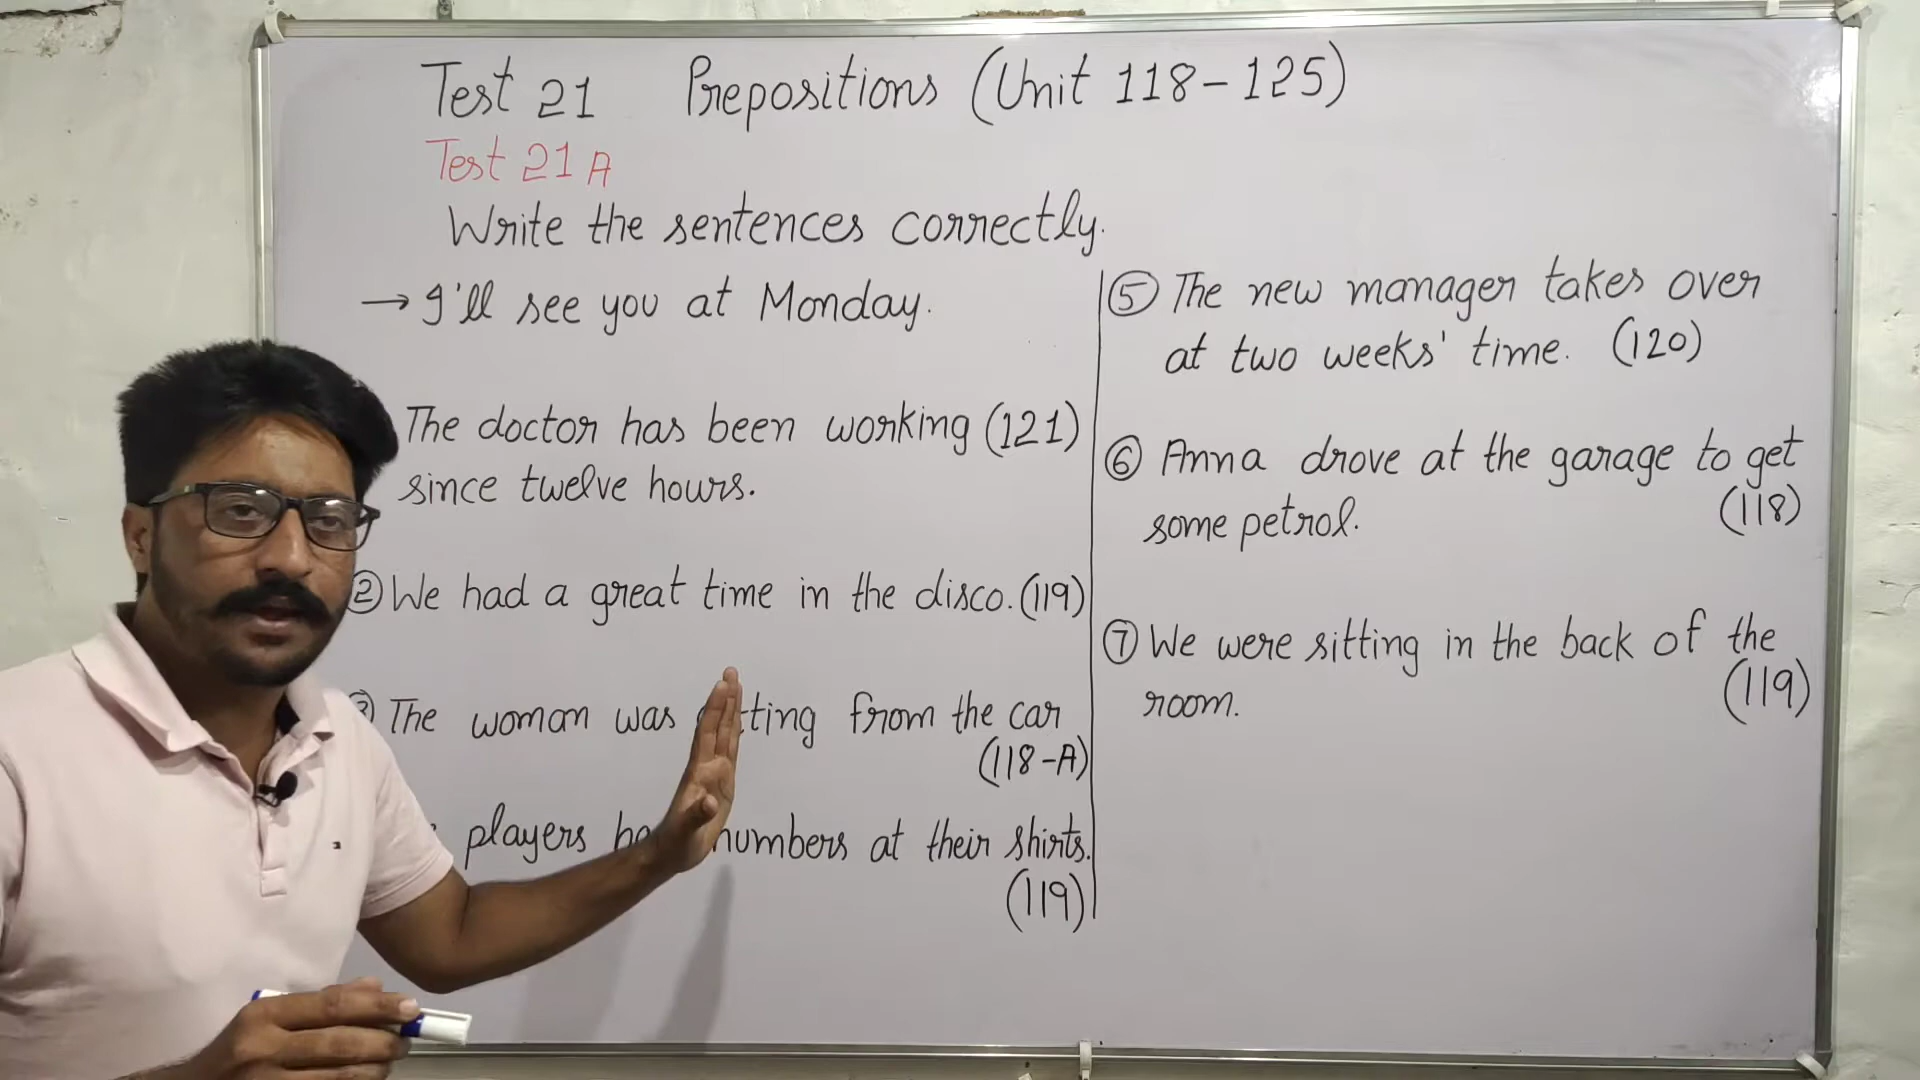 Test 21 Prepositions (Unit 118-125)
Test 21 A
Write the sentences correctly.
→ I'll see you at Monday.
The doctor has been working (121)
since twelve hours.
② We had a great time in the disco. (119)
③ The woman was from the car
(118-A)
players numbers at their shirts.
(119)
⑤ The new manager takes over
at two weeks' time. (120)
⑥ Anna drove at the garage to get
some petrol. (118)
⑦ We were sitting in the back of the
room. (119)